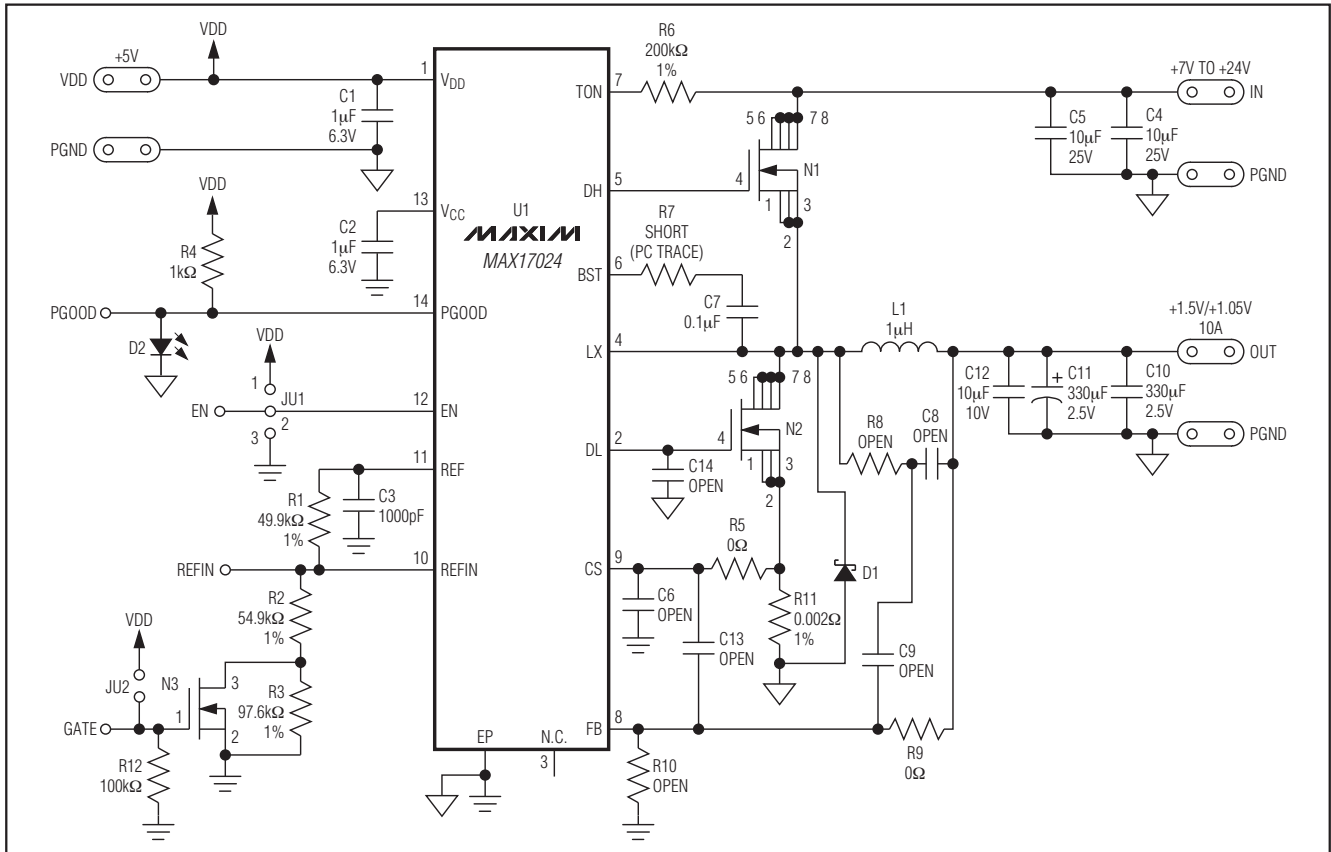 VDD
+5V
VDD
PGND
C1
1µF
6.3V
1
VDD
13
VCC
C2
1µF
6.3V
VDD
R4
1kΩ
PGOOD
14
PGOOD
D2
VDD
1
JU1
EN
2
3
12
EN
11
REF
R1
49.9kΩ
1%
C3
1000pF
REFIN
10
REFIN
R2
54.9kΩ
1%
VDD
JU2
N3
3
1
2
R3
97.6kΩ
1%
GATE
R12
100kΩ
U1
MAXIM
MAX17024
EP
N.C.
3
TON
7
R6
200kΩ
1%
5 6
7 8
DH
5
4
N1
1
3
2
R7
SHORT
(PC TRACE)
BST
6
C7
0.1µF
LX
4
L1
1µH
+7V TO +24V
IN
C5
10µF
25V
C4
10µF
25V
PGND
+1.5V/+1.05V
10A
OUT
C12
10µF
10V
+
C11
330µF
2.5V
C10
330µF
2.5V
PGND
5 6
7 8
DL
2
4
N2
1
3
2
C14
OPEN
R8
OPEN
C8
OPEN
R5
0Ω
CS
9
C6
OPEN
C13
OPEN
R11
0.002Ω
1%
D1
C9
OPEN
FB
8
R10
OPEN
R9
0Ω